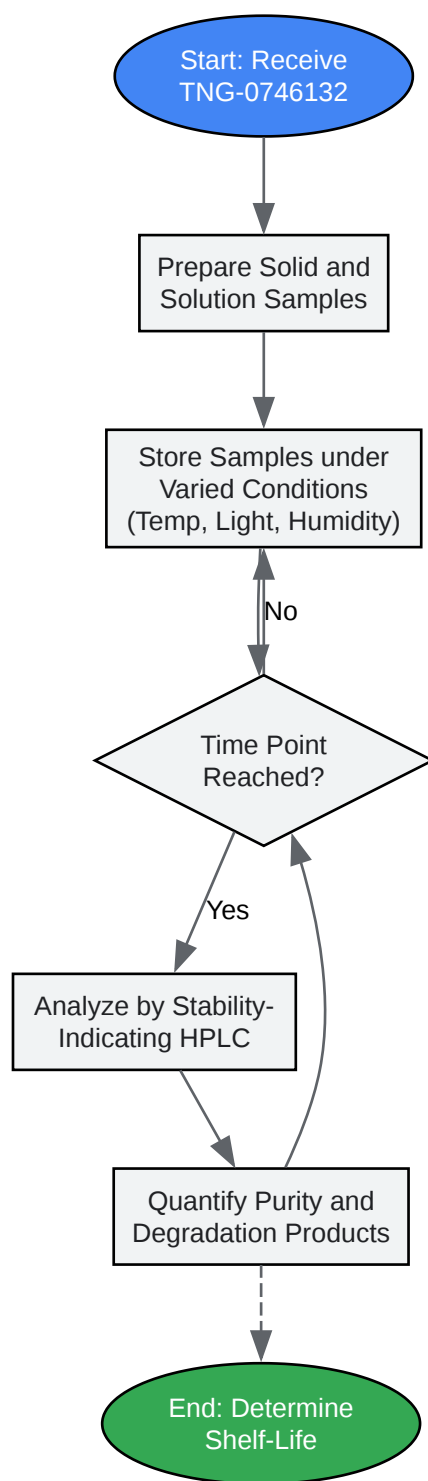 Start: Receive
TNG-0746132
Prepare Solid and
Solution Samples
Store Samples under
Varied Conditions
(Temp, Light, Humidity)
No
Time Point
Reached?
Yes
Analyze by Stability-
Indicating HPLC
Quantify Purity and
Degradation Products
End: Determine
Shelf-Life